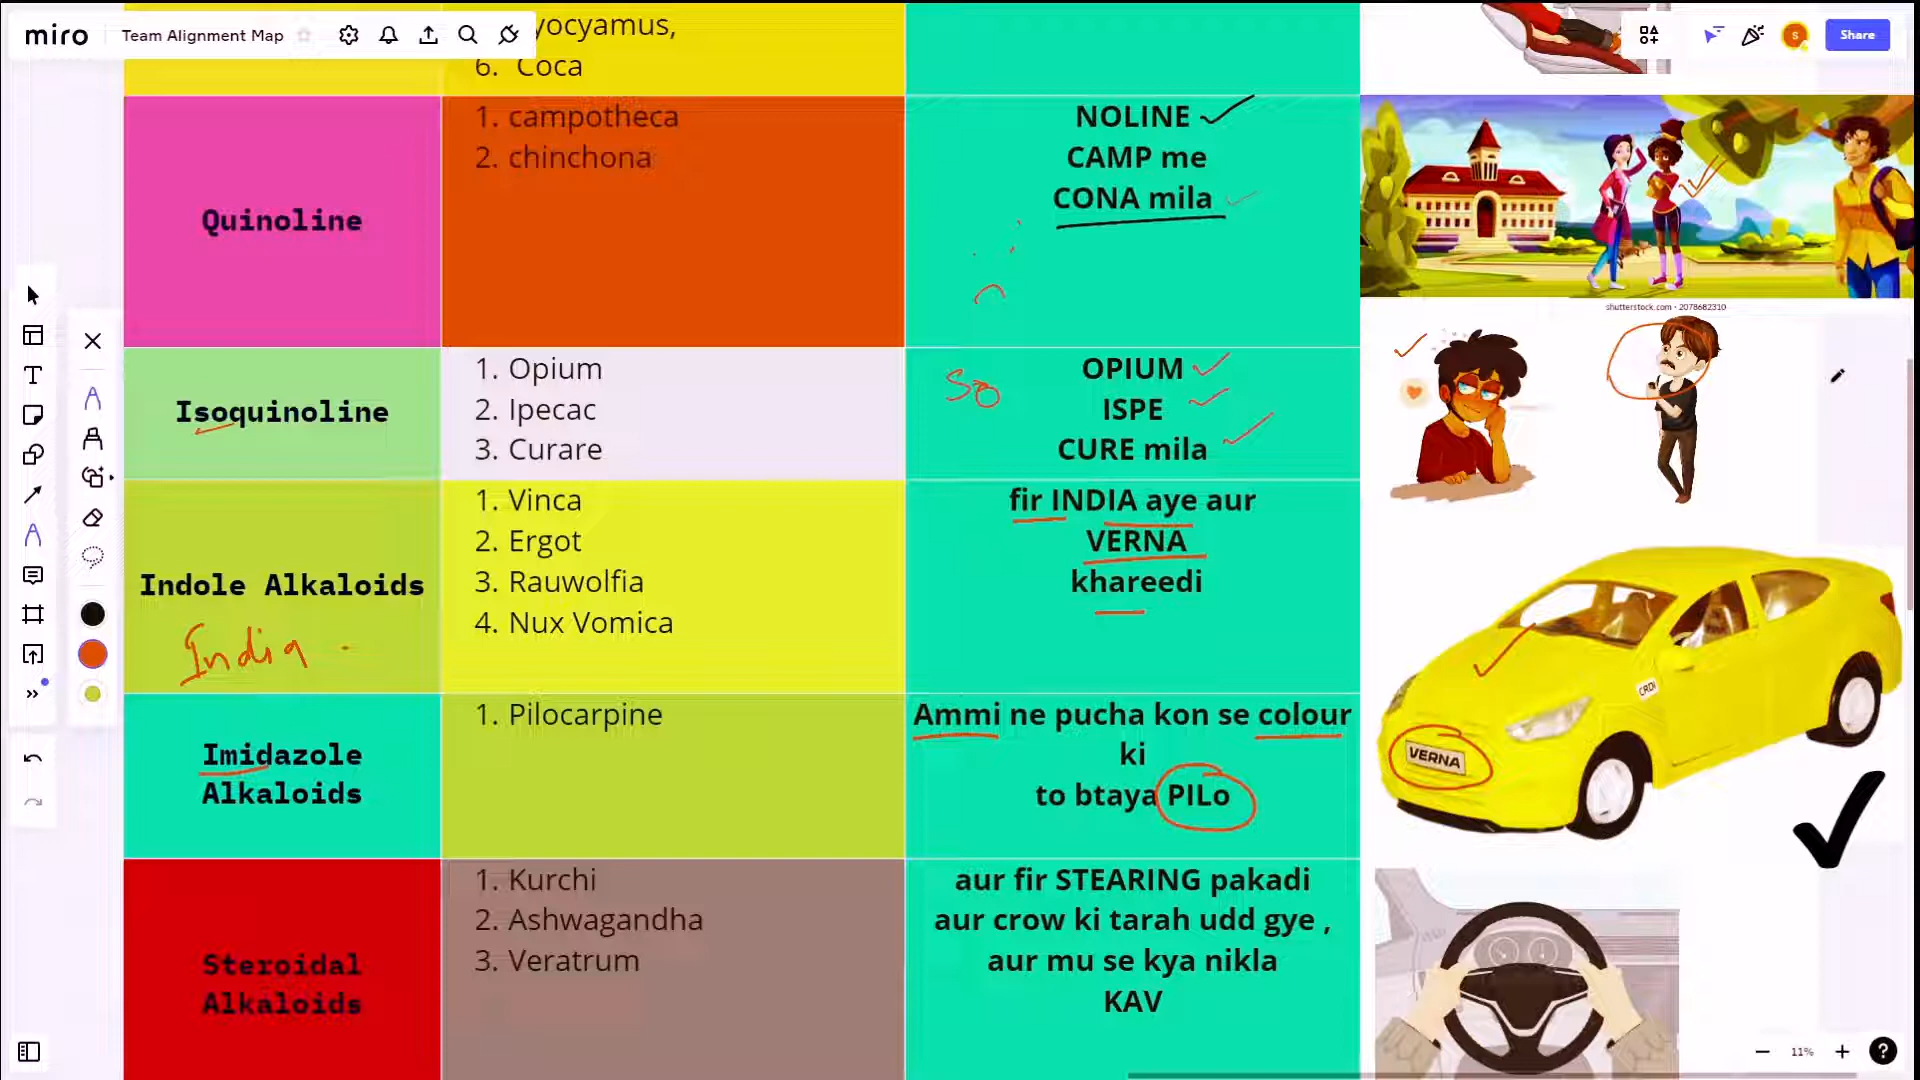 miro
Team Alignment Map
Share
yocyamus,
6. Coca
Quinoline
1. campotheca
2. chinchona
NOLINE
CAMP me
CONA mila
shutterstock.com · 2078682310
Isoquinoline
1. Opium
2. Ipecac
3. Curare
So
OPIUM
ISPE
CURE mila
Indole Alkaloids
India
1. Vinca
2. Ergot
3. Rauwolfia
4. Nux Vomica
fir INDIA aye aur
VERNA
khareedi
CRDi
VERNA
Imidazole
Alkaloids
1. Pilocarpine
Ammi ne pucha kon se colour
ki
to btaya PILo
Steroidal
Alkaloids
1. Kurchi
2. Ashwagandha
3. Veratrum
aur fir STEARING pakadi
aur crow ki tarah udd gye ,
aur mu se kya nikla
KAV
11%